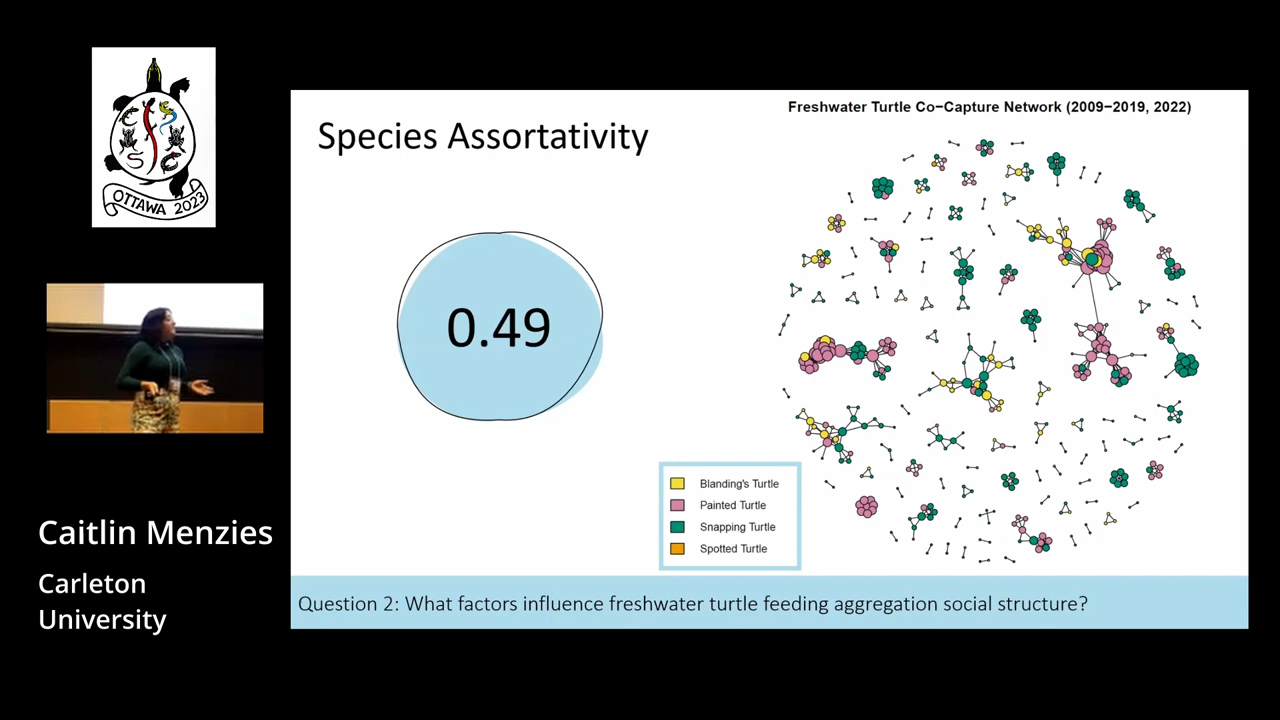 OTTAWA 2023
S C
Caitlin Menzies
Carleton
University
Species Assortativity
0.49
Freshwater Turtle Co−Capture Network (2009−2019, 2022)
Blanding's Turtle
Painted Turtle
Snapping Turtle
Spotted Turtle
Question 2: What factors influence freshwater turtle feeding aggregation social structure?